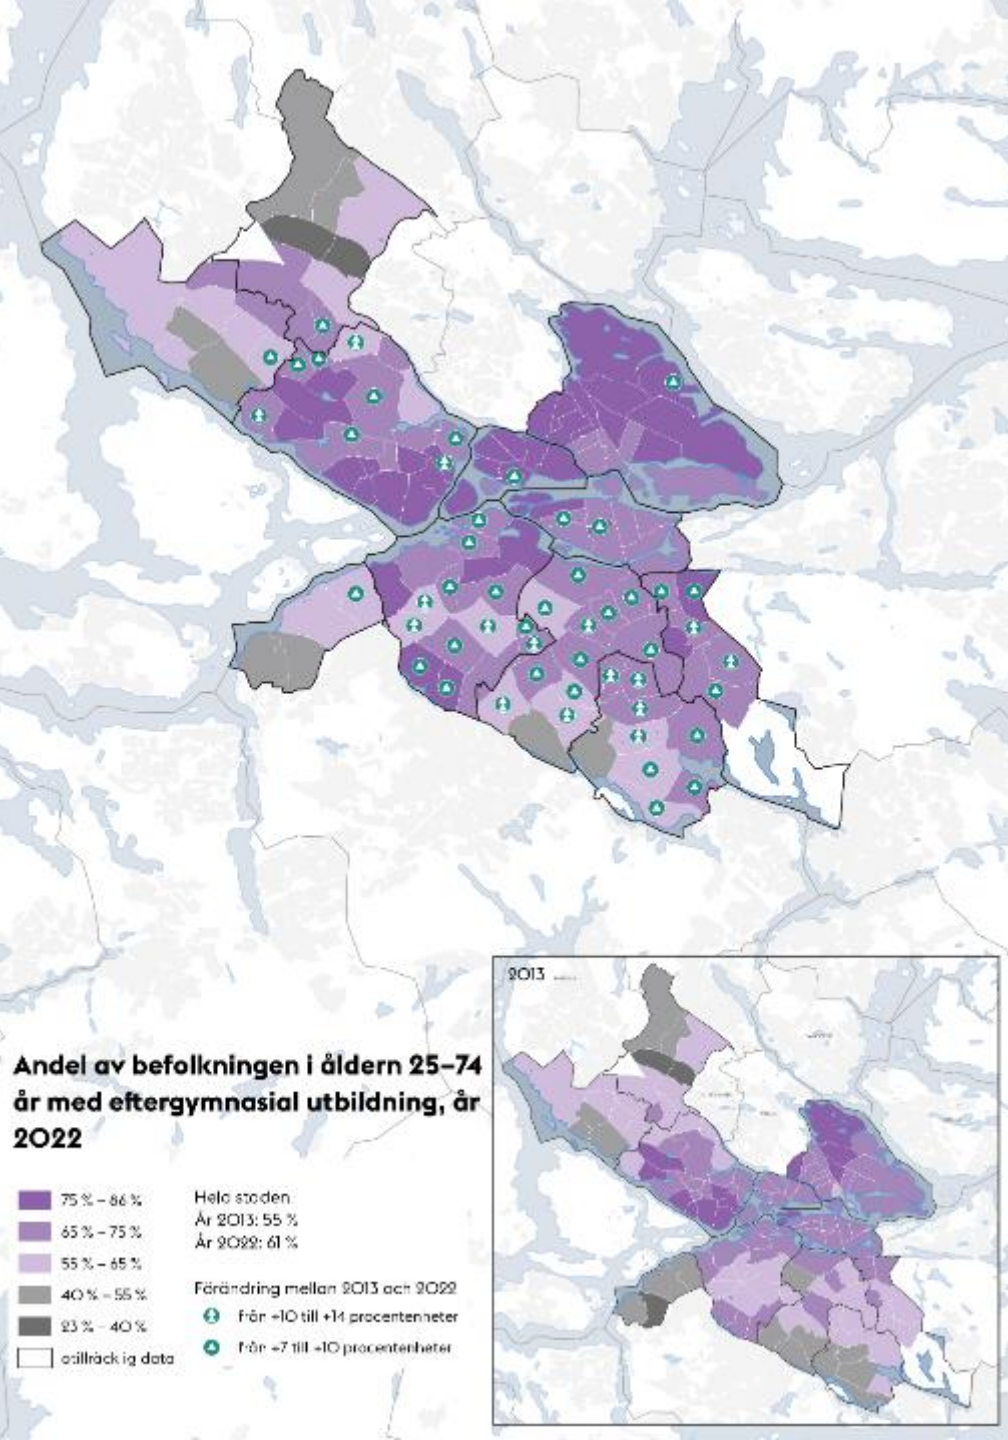 2013
Andel av befolkningen i åldern 25–74
år med eftergymnasial utbildning, år
2022
75 % – 86 %
65 % – 75 %
55 % – 65 %
40 % – 55 %
23 % – 40 %
otillräck ig data
Hela staden
År 2013: 55 %
År 2022: 61 %
Förändring mellan 2013 och 2022
från +10 till +14 procentenheter
från +7 till +10 procentenheter